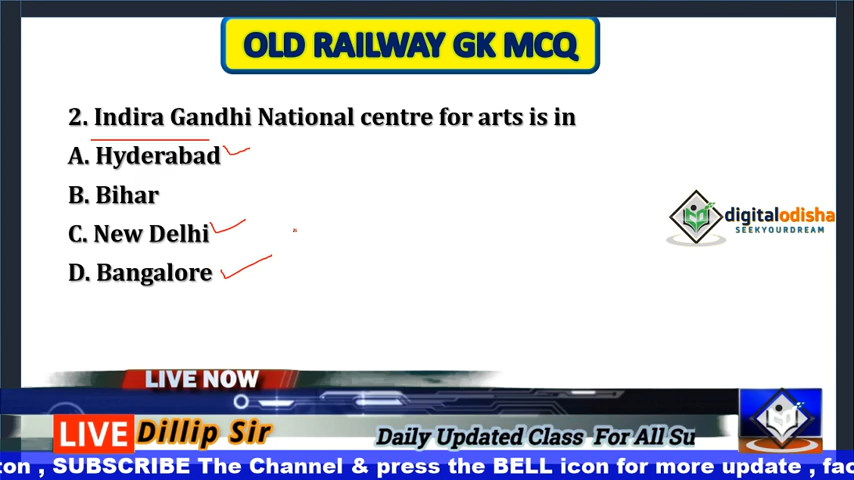 OLD RAILWAY GK MCQ
2. Indira Gandhi National centre for arts is in
A. Hyderabad
B. Bihar
C. New Delhi
D. Bangalore
digitalodisha
SEEKYOURDREAM
LIVE NOW
LIVE Dillip Sir
Daily Updated Class For All Su
ton , SUBSCRIBE The Channel & press the BELL icon for more update , fac